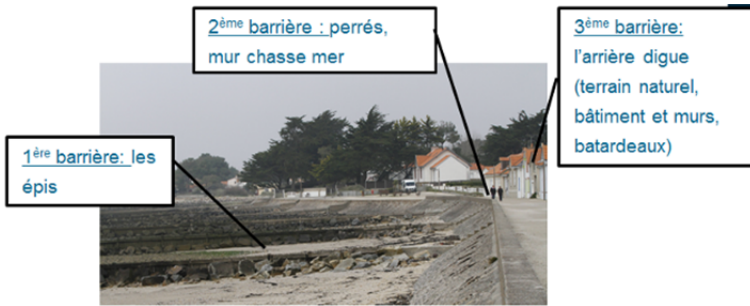 2ème barrière : perrés,
mur chasse mer
3ème barrière:
l'arrière digue
(terrain naturel,
bâtiment et murs,
batardeaux)
1ère barrière: les
épis